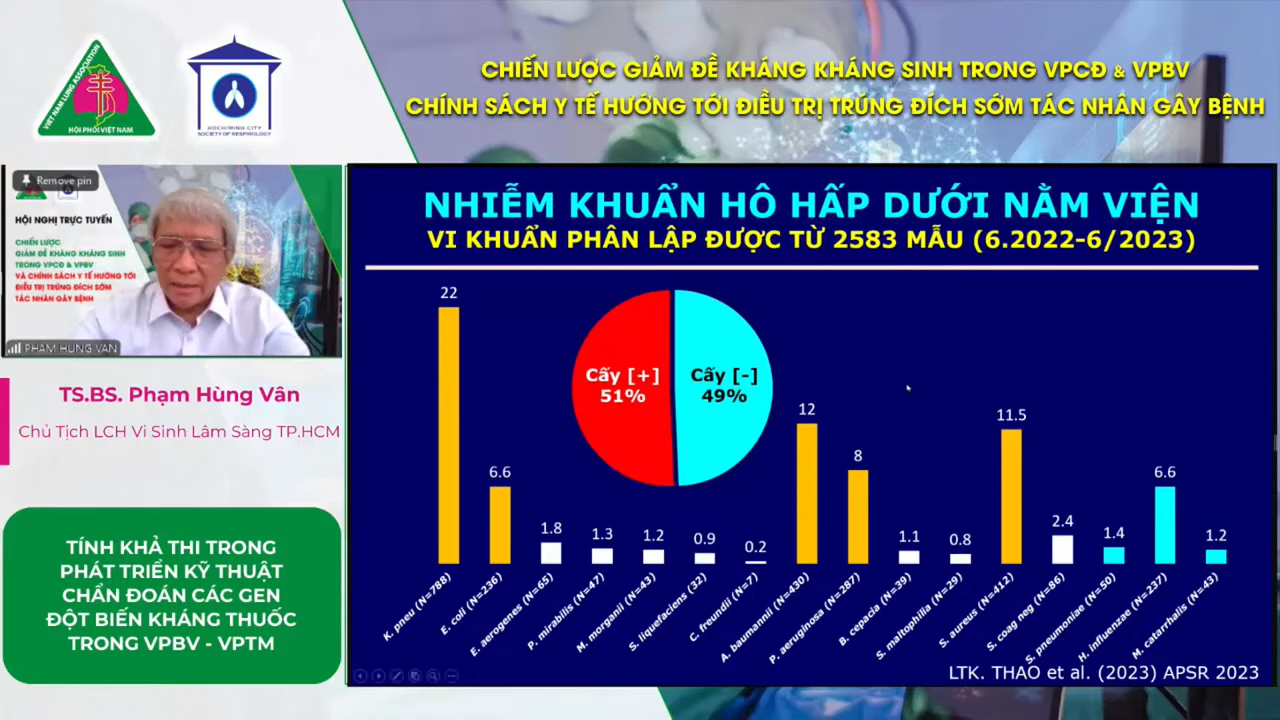 VIET NAM LUNG ASSOCIATION
HỘI PHỔI VIỆT NAM
HOCHIMINH CITY
SOCIETY OF RESPIROLOGY
CHIẾN LƯỢC GIẢM ĐỀ KHÁNG KHÁNG SINH TRONG VPCĐ & VPBV
CHÍNH SÁCH Y TẾ HƯỚNG TỚI ĐIỀU TRỊ TRÚNG ĐÍCH SỚM TÁC NHÂN GÂY BỆNH
Remove pin
HỘI NGHỊ TRỰC TUYẾN
CHIẾN LƯỢC
GIẢM ĐỀ KHÁNG KHÁNG SINH
TRONG VPCĐ & VPBV
VÀ CHÍNH SÁCH Y TẾ HƯỚNG TỚI
ĐIỀU TRỊ TRÚNG ĐÍCH SỚM
TÁC NHÂN GÂY BỆNH
PHAM HUNG VAN
TS.BS. Phạm Hùng Vân
Chủ Tịch LCH Vi Sinh Lâm Sàng TP.HCM
TÍNH KHẢ THI TRONG
PHÁT TRIỂN KỸ THUẬT
CHẨN ĐOÁN CÁC GEN
ĐỘT BIẾN KHÁNG THUỐC
TRONG VPBV - VPTM
NHIỄM KHUẨN HÔ HẤP DƯỚI NẰM VIỆN
VI KHUẨN PHÂN LẬP ĐƯỢC TỪ 2583 MẪU (6.2022-6/2023)
Cấy [+]
51%
Cấy [-]
49%
22
6.6
1.8
1.3
1.2
0.9
0.2
12
8
1.1
0.8
11.5
2.4
1.4
6.6
1.2
K. pneu (N=788)
E. coli (N=236)
E. aerogenes (N=65)
P. mirabilis (N=47)
M. morganii (N=43)
S. liquefaciens (32)
C. freundii (N=7)
A. baumannii (N=430)
P. aeruginosa (N=287)
B. cepacia (N=39)
S. maltophilia (N=29)
S. aureus (N=412)
S. coag neg (N=86)
S. pneumoniae (N=50)
H. influenzae (N=237)
M. catarrhalis (N=43)
LTK. THAO et al. (2023) APSR 2023